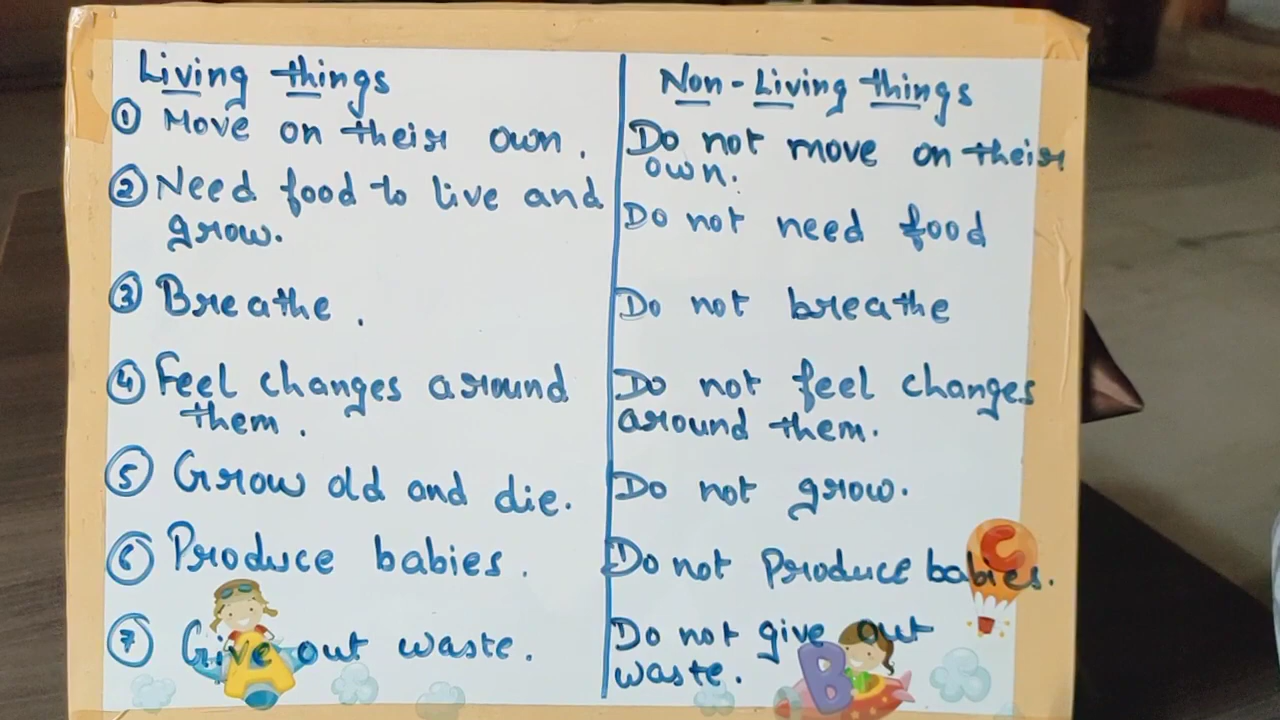 Living things
① Move on their own.
② Need food to live and
grow.
③ Breathe.
④ Feel changes around
them.
⑤ Grow old and die.
⑥ Produce babies.
⑦ Give out waste.
Non-Living things
Do not move on their
own.
Do not need food
Do not breathe
Do not feel changes
around them.
Do not grow.
Do not produce babies.
Do not give out
waste.
A
B
C